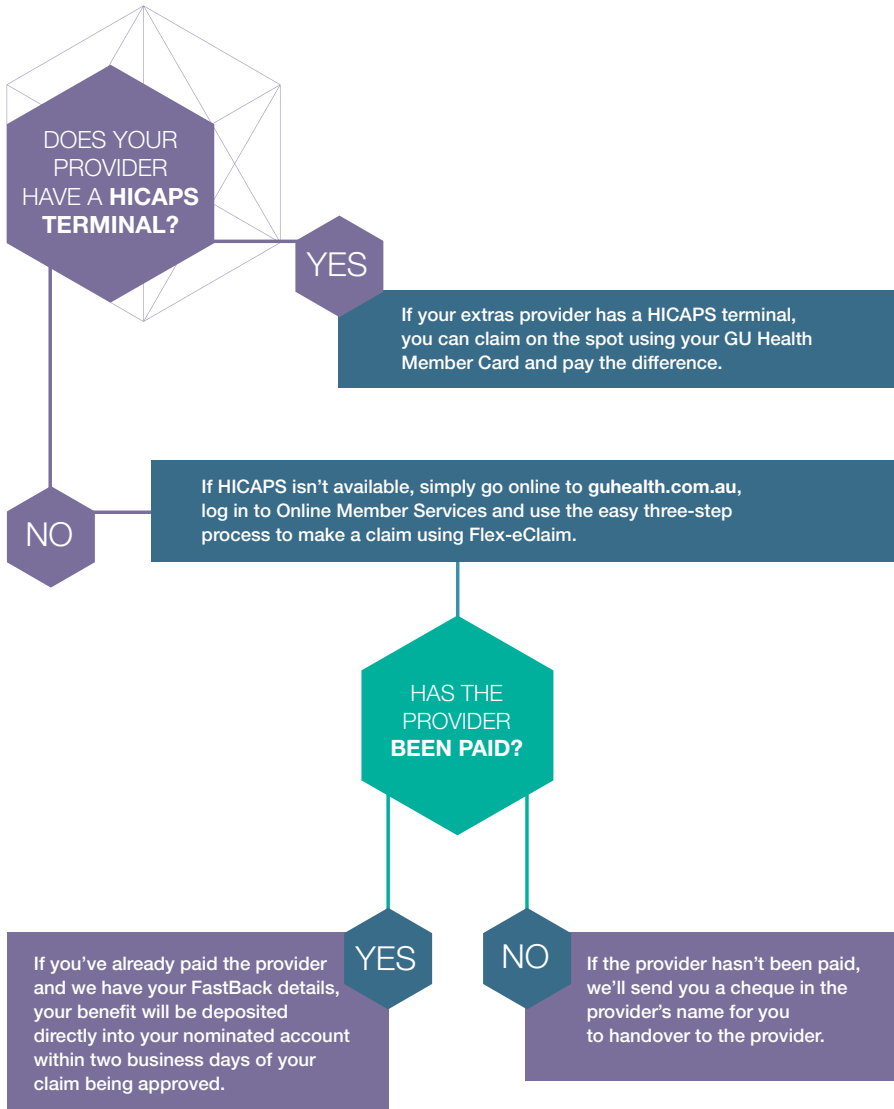 DOES YOUR
PROVIDER
HAVE A HICAPS
TERMINAL?
YES
If your extras provider has a HICAPS terminal,
you can claim on the spot using your GU Health
Member Card and pay the difference.
NO
If HICAPS isn’t available, simply go online to guhealth.com.au,
log in to Online Member Services and use the easy three-step
process to make a claim using Flex-eClaim.
HAS THE
PROVIDER
BEEN PAID?
YES
If you’ve already paid the provider
and we have your FastBack details,
your benefit will be deposited
directly into your nominated account
within two business days of your
claim being approved.
NO
If the provider hasn’t been paid,
we’ll send you a cheque in the
provider’s name for you
to handover to the provider.